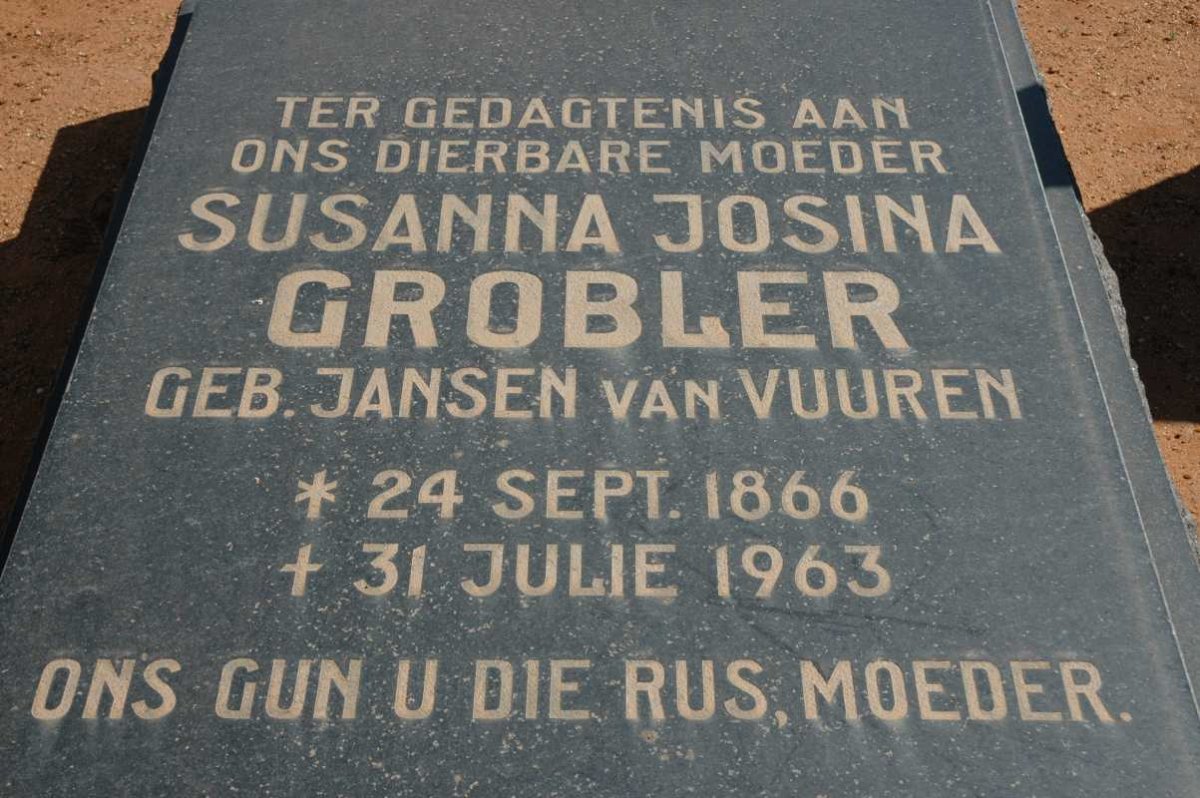 TER GEDAGTENIS AAN
ONS DIERBARE MOEDER
SUSANNA JOSINA
GROBLER
GEB. JANSEN VAN VUUREN
* 24 SEPT. 1866
† 31 JULIE 1963
ONS GUN U DIE RUS, MOEDER.